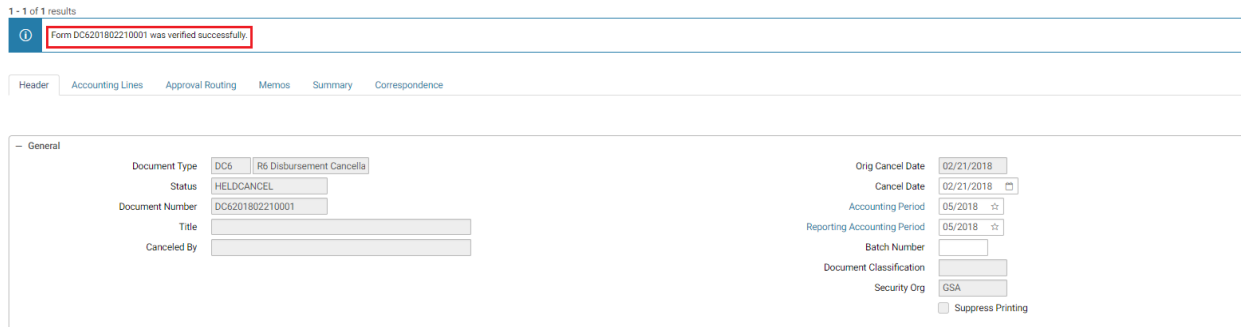 1 - 1 of 1 results
Form DC6201802210001 was verified successfully.
Header Accounting Lines Approval Routing Memos Summary Correspondence
− General
Document Type DC6 R6 Disbursement Cancella Orig Cancel Date 02/21/2018
Status HELDCANCEL Cancel Date 02/21/2018
Document Number DC6201802210001 Accounting Period 05/2018
Title Reporting Accounting Period 05/2018
Canceled By Batch Number
Document Classification
Security Org GSA
Suppress Printing